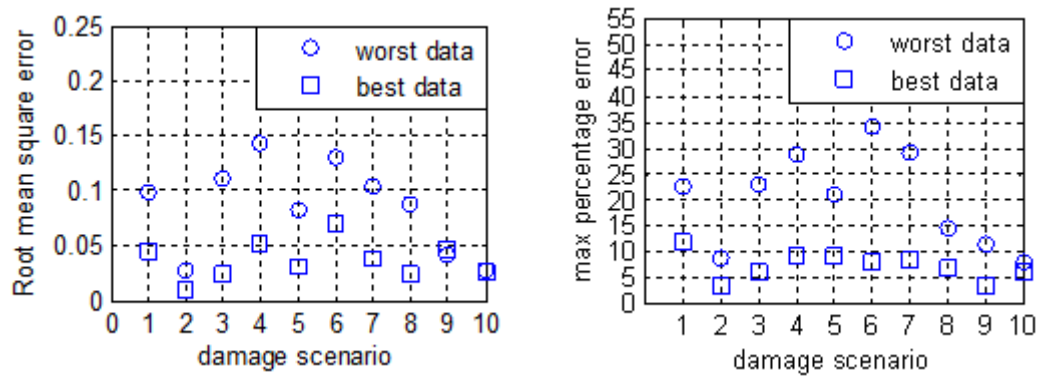 Root mean square error
0.25
0.2
0.15
0.1
0.05
0
worst data
best data
0 1 2 3 4 5 6 7 8 9 10
damage scenario
max percentage error
55
50
45
40
35
30
25
20
15
10
5
0
worst data
best data
1 2 3 4 5 6 7 8 9 10
damage scenario